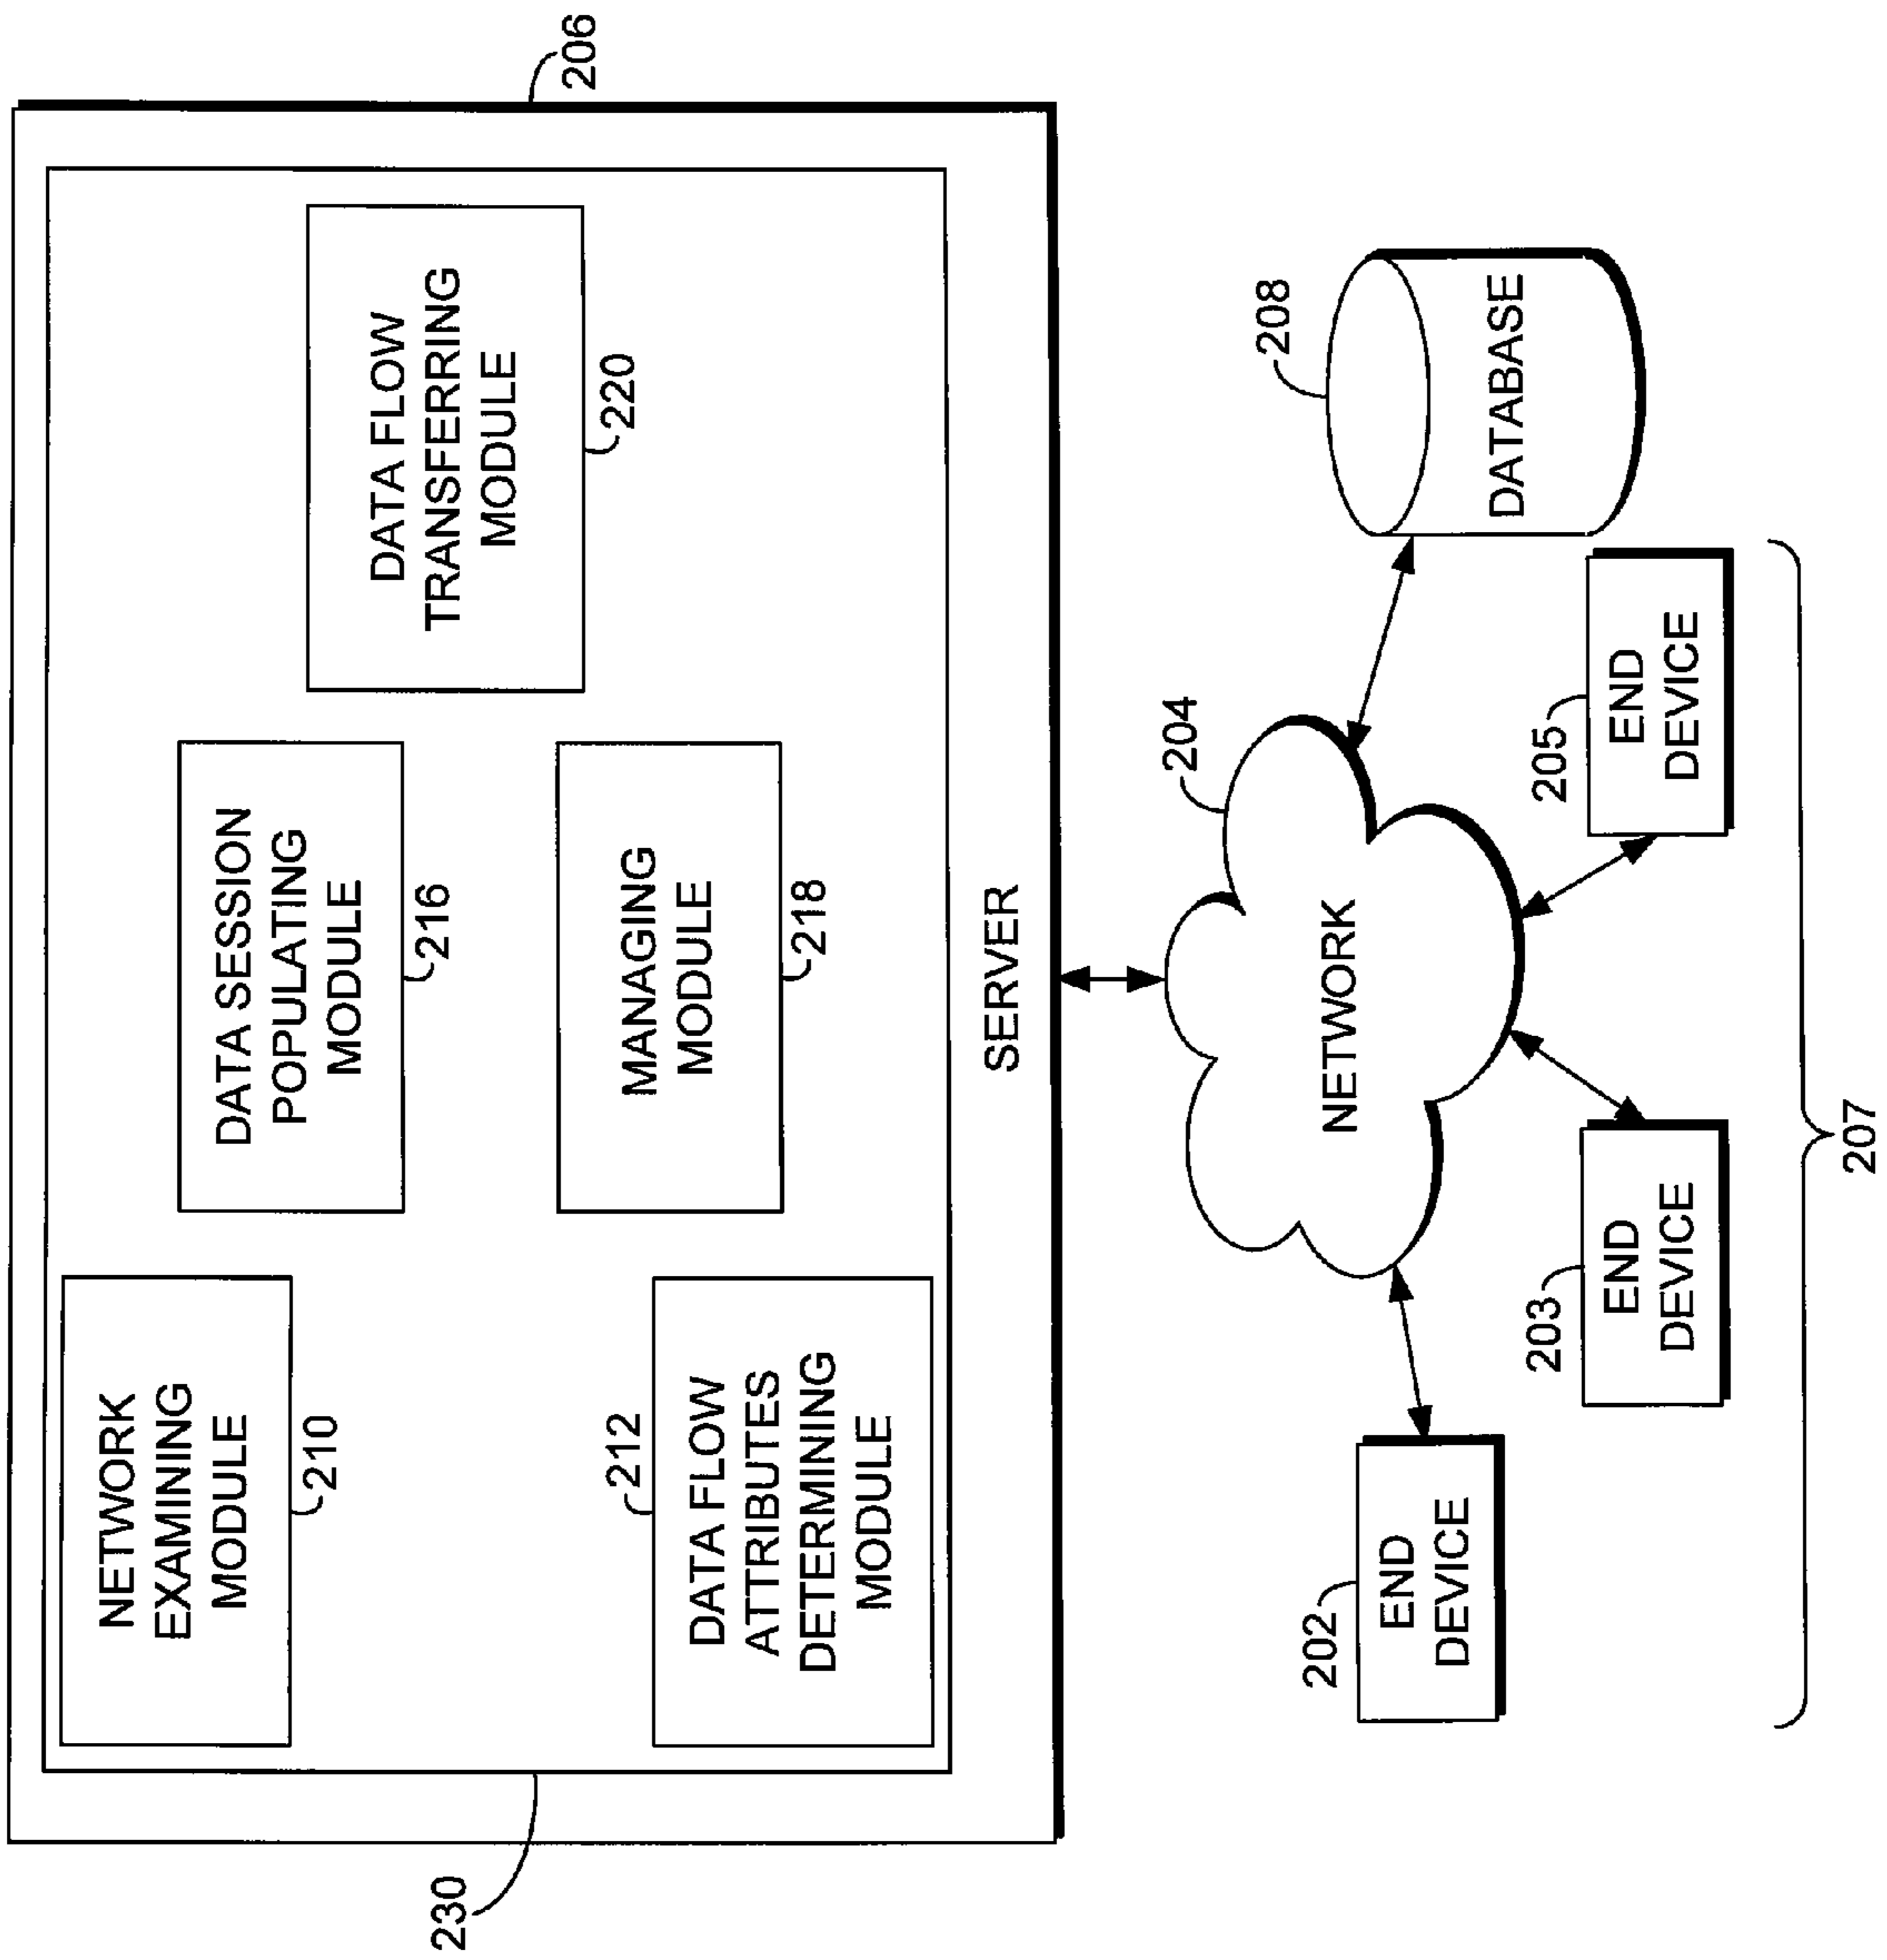 206
230
NETWORK
EXAMINING
MODULE
210
DATA SESSION
POPULATING
MODULE
216
DATA FLOW
TRANSFERRING
MODULE
220
212
DATA FLOW
ATTRIBUTES
DETERMINING
MODULE
MANAGING
MODULE
218
SERVER
204
NETWORK
208
DATABASE
202
END
DEVICE
203
END
DEVICE
205
END
DEVICE
207